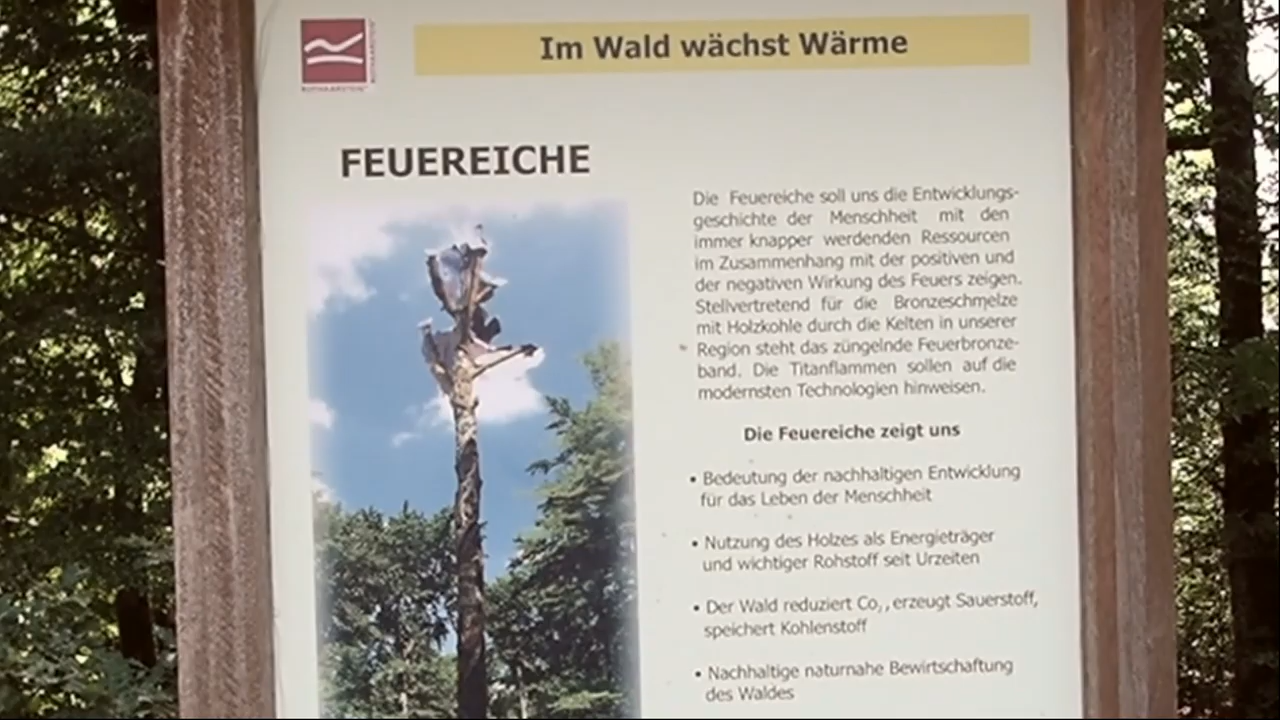 Im Wald wächst Wärme
FEUEREICHE
Die Feuereiche soll uns die Entwicklungs-
geschichte der Menschheit mit den
immer knapper werdenden Ressourcen
im Zusammenhang mit der positiven und
der negativen Wirkung des Feuers zeigen.
Stellvertretend für die Bronzeschmelze
mit Holzkohle durch die Kelten in unserer
Region steht das züngelnde Feuerbronze-
band. Die Titanflammen sollen auf die
modernsten Technologien hinweisen.
Die Feuereiche zeigt uns
• Bedeutung der nachhaltigen Entwicklung
für das Leben der Menschheit
• Nutzung des Holzes als Energieträger
und wichtiger Rohstoff seit Urzeiten
• Der Wald reduziert Co₂, erzeugt Sauerstoff,
speichert Kohlenstoff
• Nachhaltige naturnahe Bewirtschaftung
des Waldes